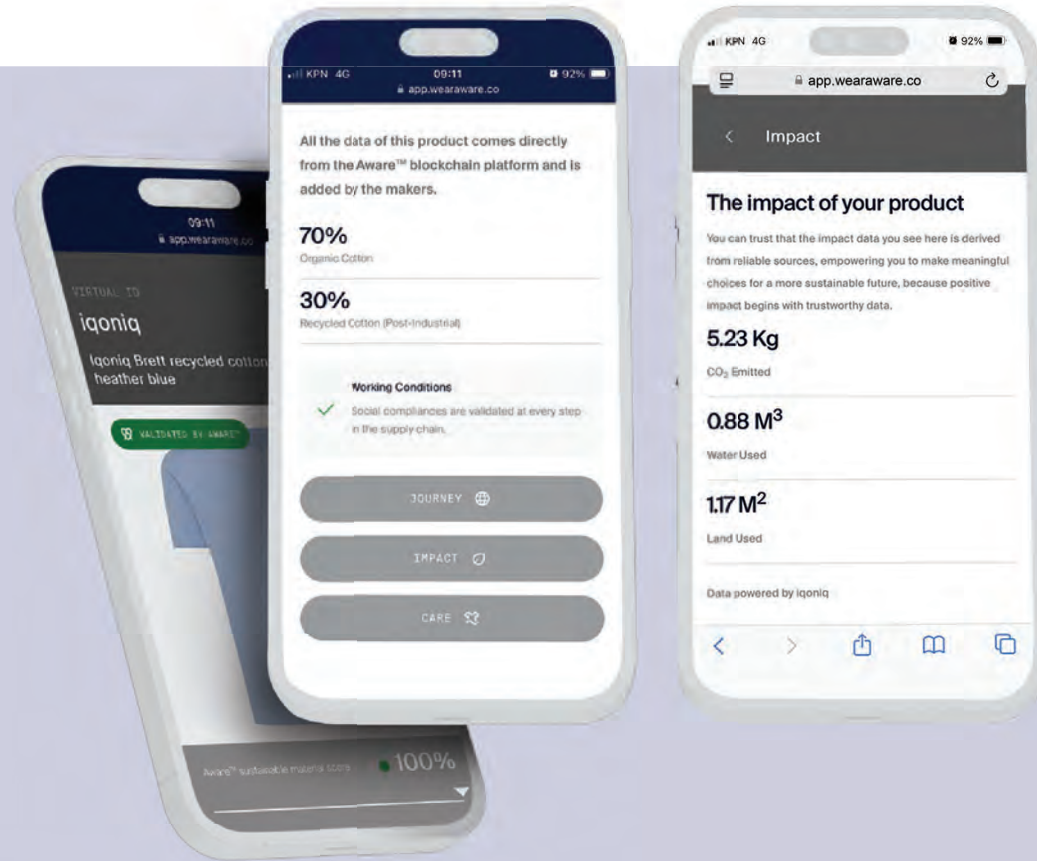 09:11
app.wearaware.co
VIRTUAL ID
iqoniq
Iqoniq Brett recycled cotton
heather blue
VALIDATED BY AWARE™
Aware™ sustainable material score
100%
KPN 4G
09:11
92%
app.wearaware.co
All the data of this product comes directly
from the Aware™ blockchain platform and is
added by the makers.
70%
Organic Cotton
30%
Recycled Cotton (Post-Industrial)
Working Conditions
Social compliances are validated at every step
in the supply chain.
JOURNEY
IMPACT
CARE
KPN 4G
92%
app.wearaware.co
Impact
The impact of your product
You can trust that the impact data you see here is derived
from reliable sources, empowering you to make meaningful
choices for a more sustainable future, because positive
impact begins with trustworthy data.
5.23 Kg
CO₂ Emitted
0.88 M³
Water Used
1.17 M²
Land Used
Data powered by iqoniq